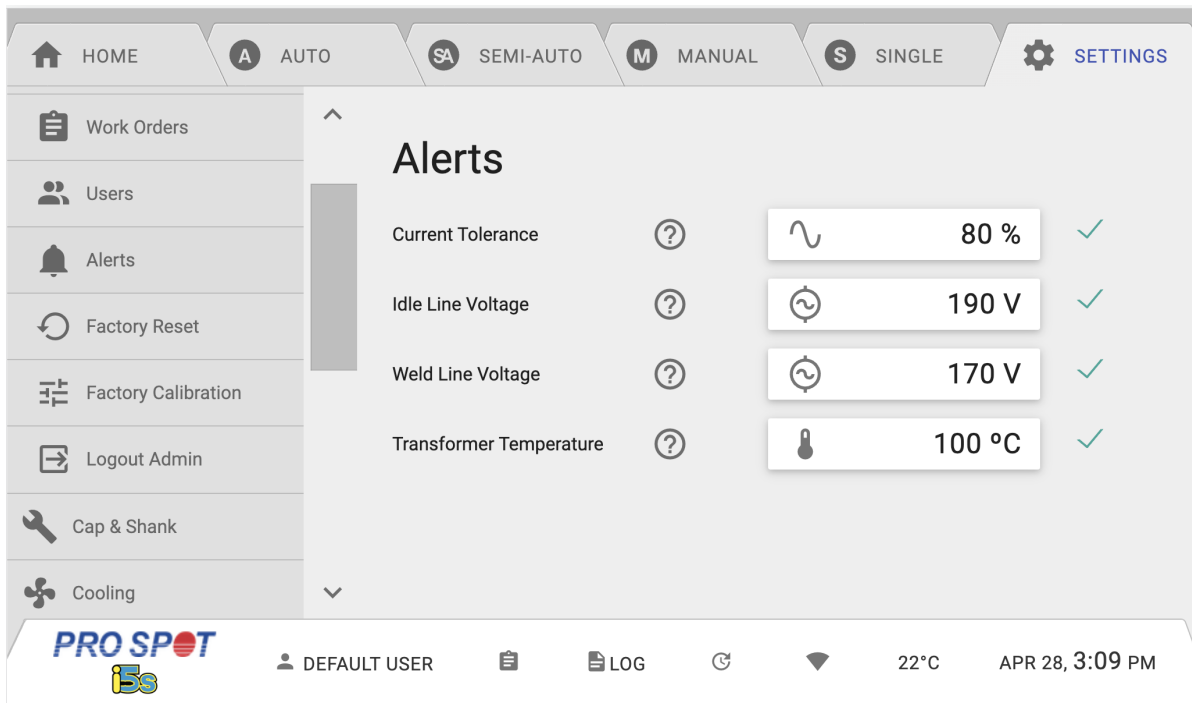 HOME
A AUTO
SA SEMI-AUTO
M MANUAL
S SINGLE
SETTINGS
Work Orders
Users
Alerts
Factory Reset
Factory Calibration
Logout Admin
Cap & Shank
Cooling
Alerts
Current Tolerance ? 80 %
Idle Line Voltage ? 190 V
Weld Line Voltage ? 170 V
Transformer Temperature ? 100 ºC
PRO SPOT
i5s
DEFAULT USER
LOG
22°C
APR 28, 3:09 PM